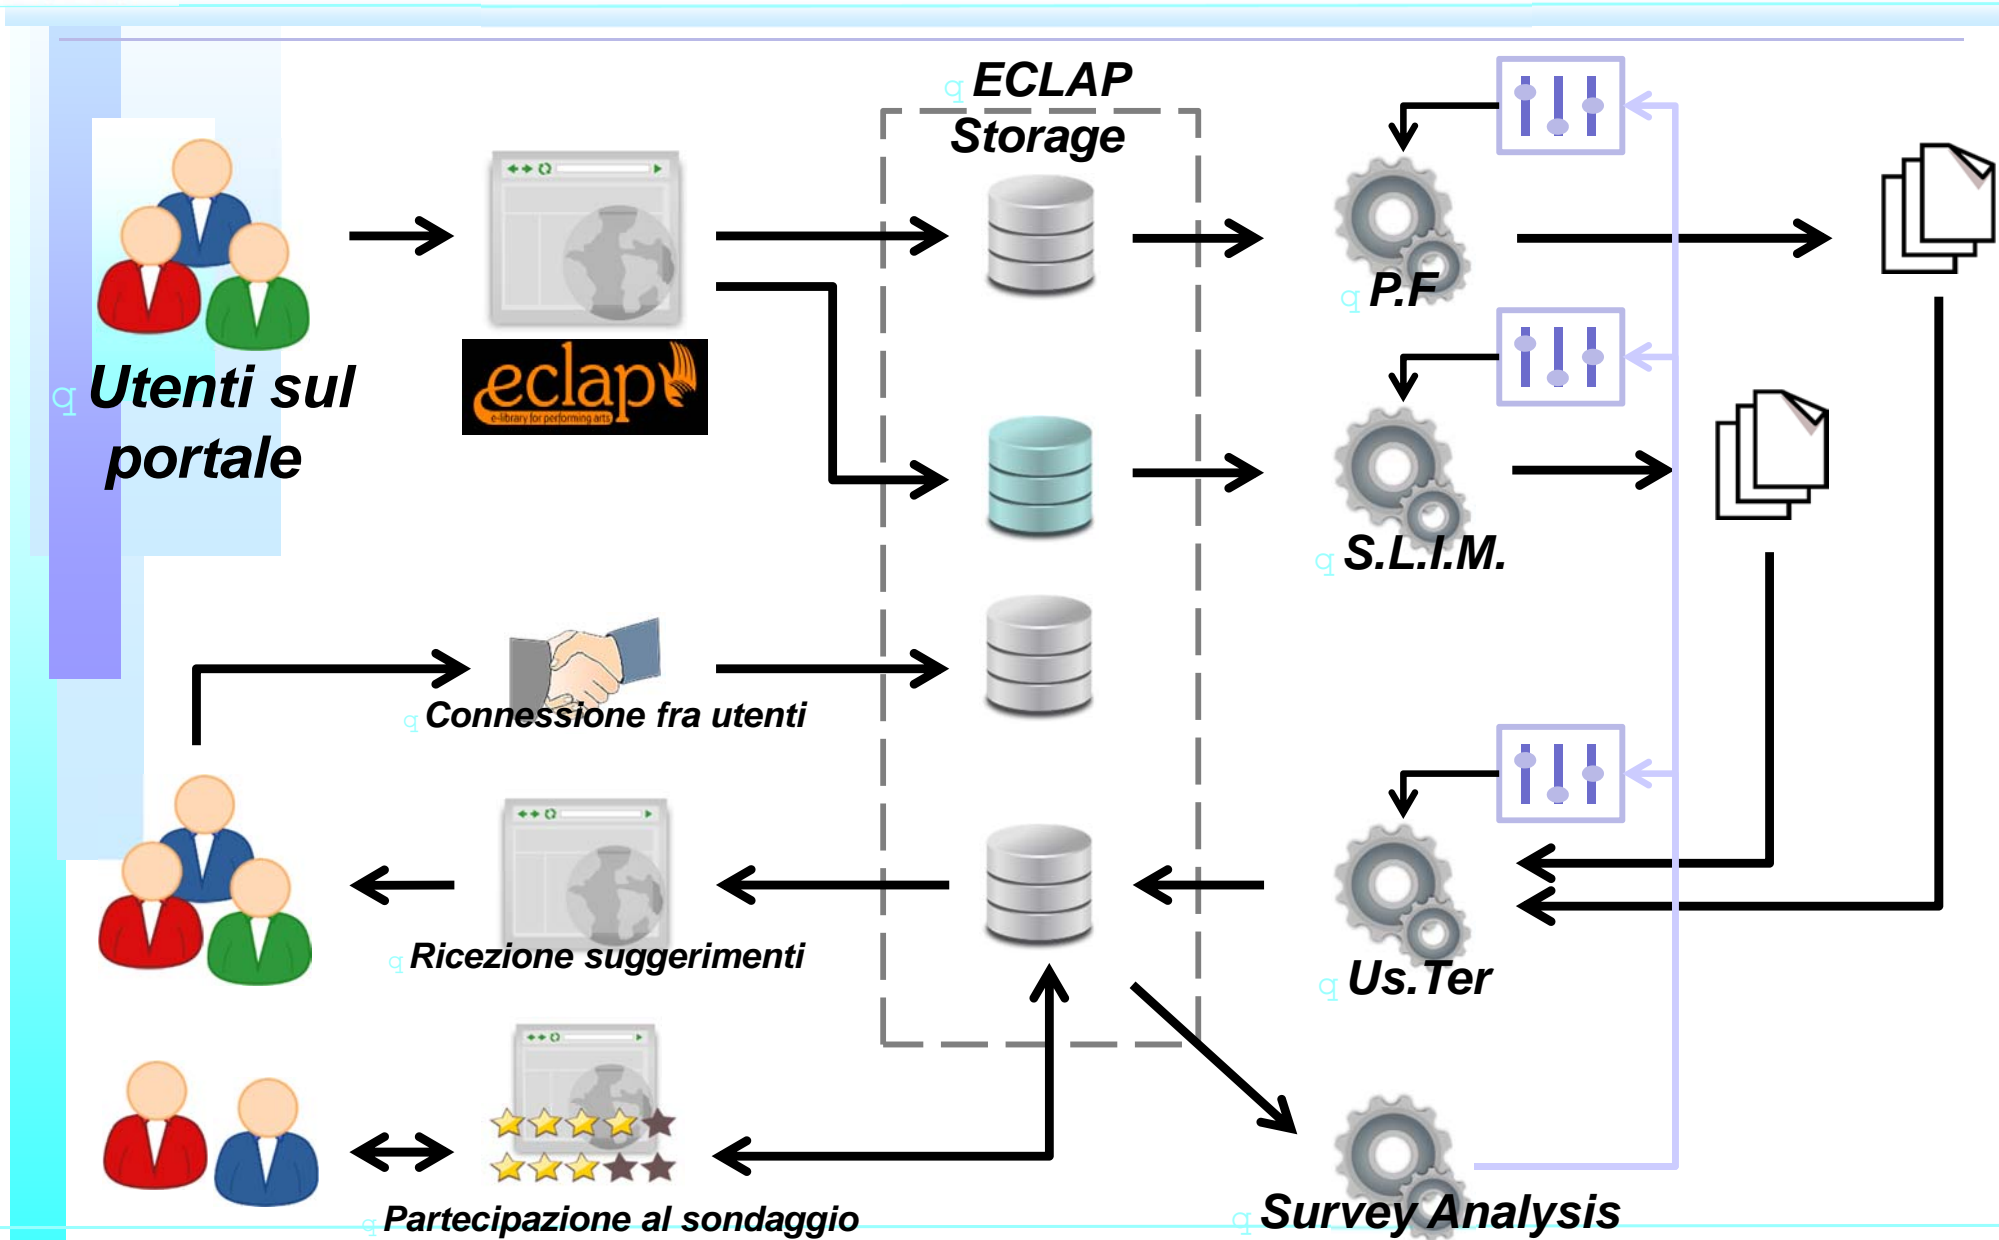 q ECLAP
Storage
q P.F
eclap
e-library for performing arts
q Utenti sul
portale
q S.L.I.M.
q Connessione fra utenti
q Ricezione suggerimenti
q Us.Ter
q Partecipazione al sondaggio
q Survey Analysis